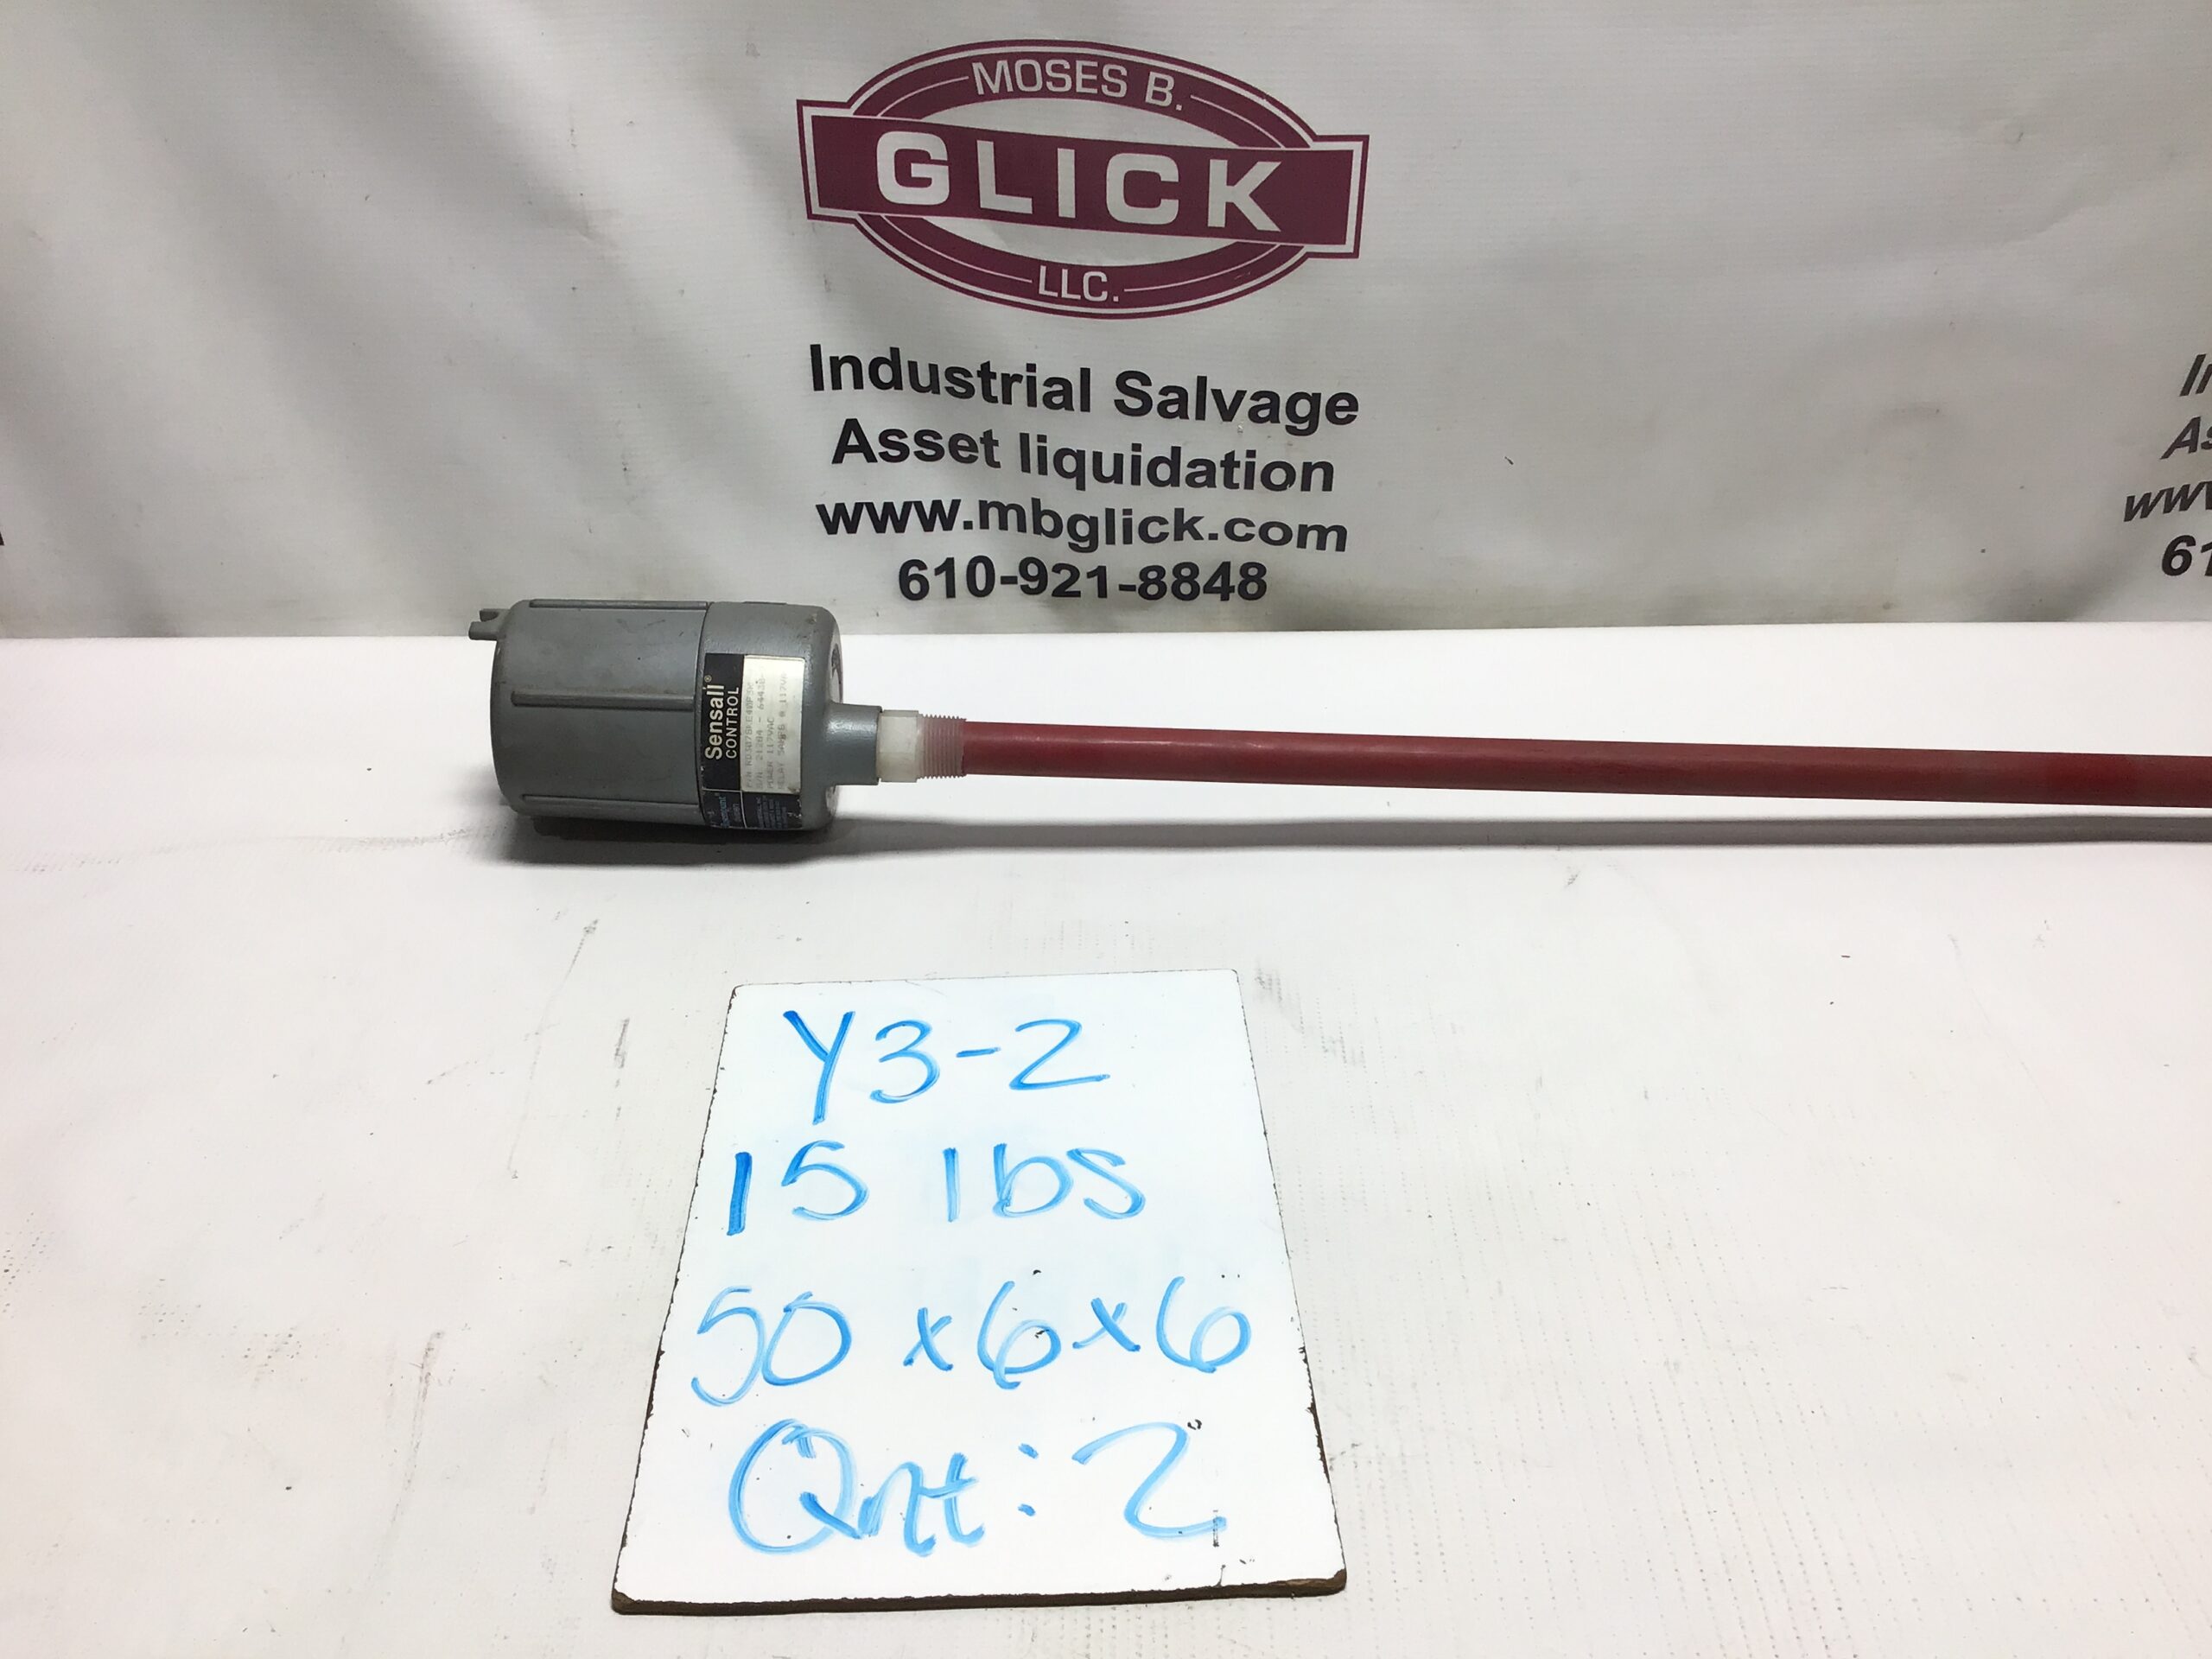 MOSES B.
GLICK
LLC.
Industrial Salvage
Asset liquidation
www.mbglick.com
610-921-8848
Sensall®
CONTROL
Y3-2
15 lbs
50 x 6 x 6
Qnt: 2